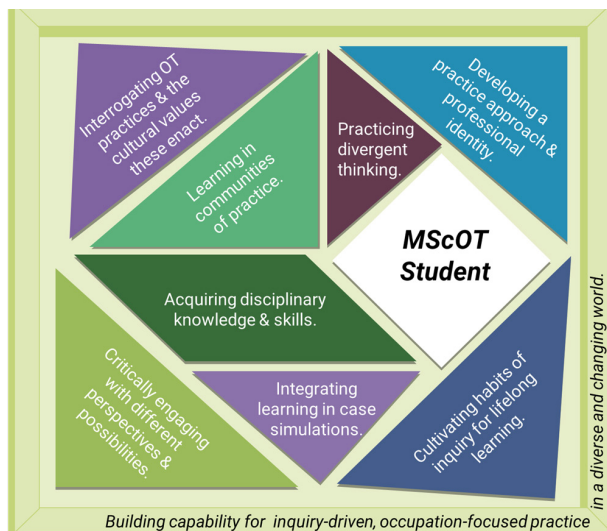 Interrogating OT
practices & the
cultural values
these enact.
Learning in
communities
of practice.
Practicing
divergent
thinking.
Developing a
practice approach &
professional
identity.
MScOT
Student
Acquiring disciplinary
knowledge & skills.
Critically engaging
with different
perspectives &
possibilities.
Integrating
learning in case
simulations.
Cultivating habits of
inquiry for lifelong
learning.
Building capability for inquiry-driven, occupation-focused practice
in a diverse and changing world.